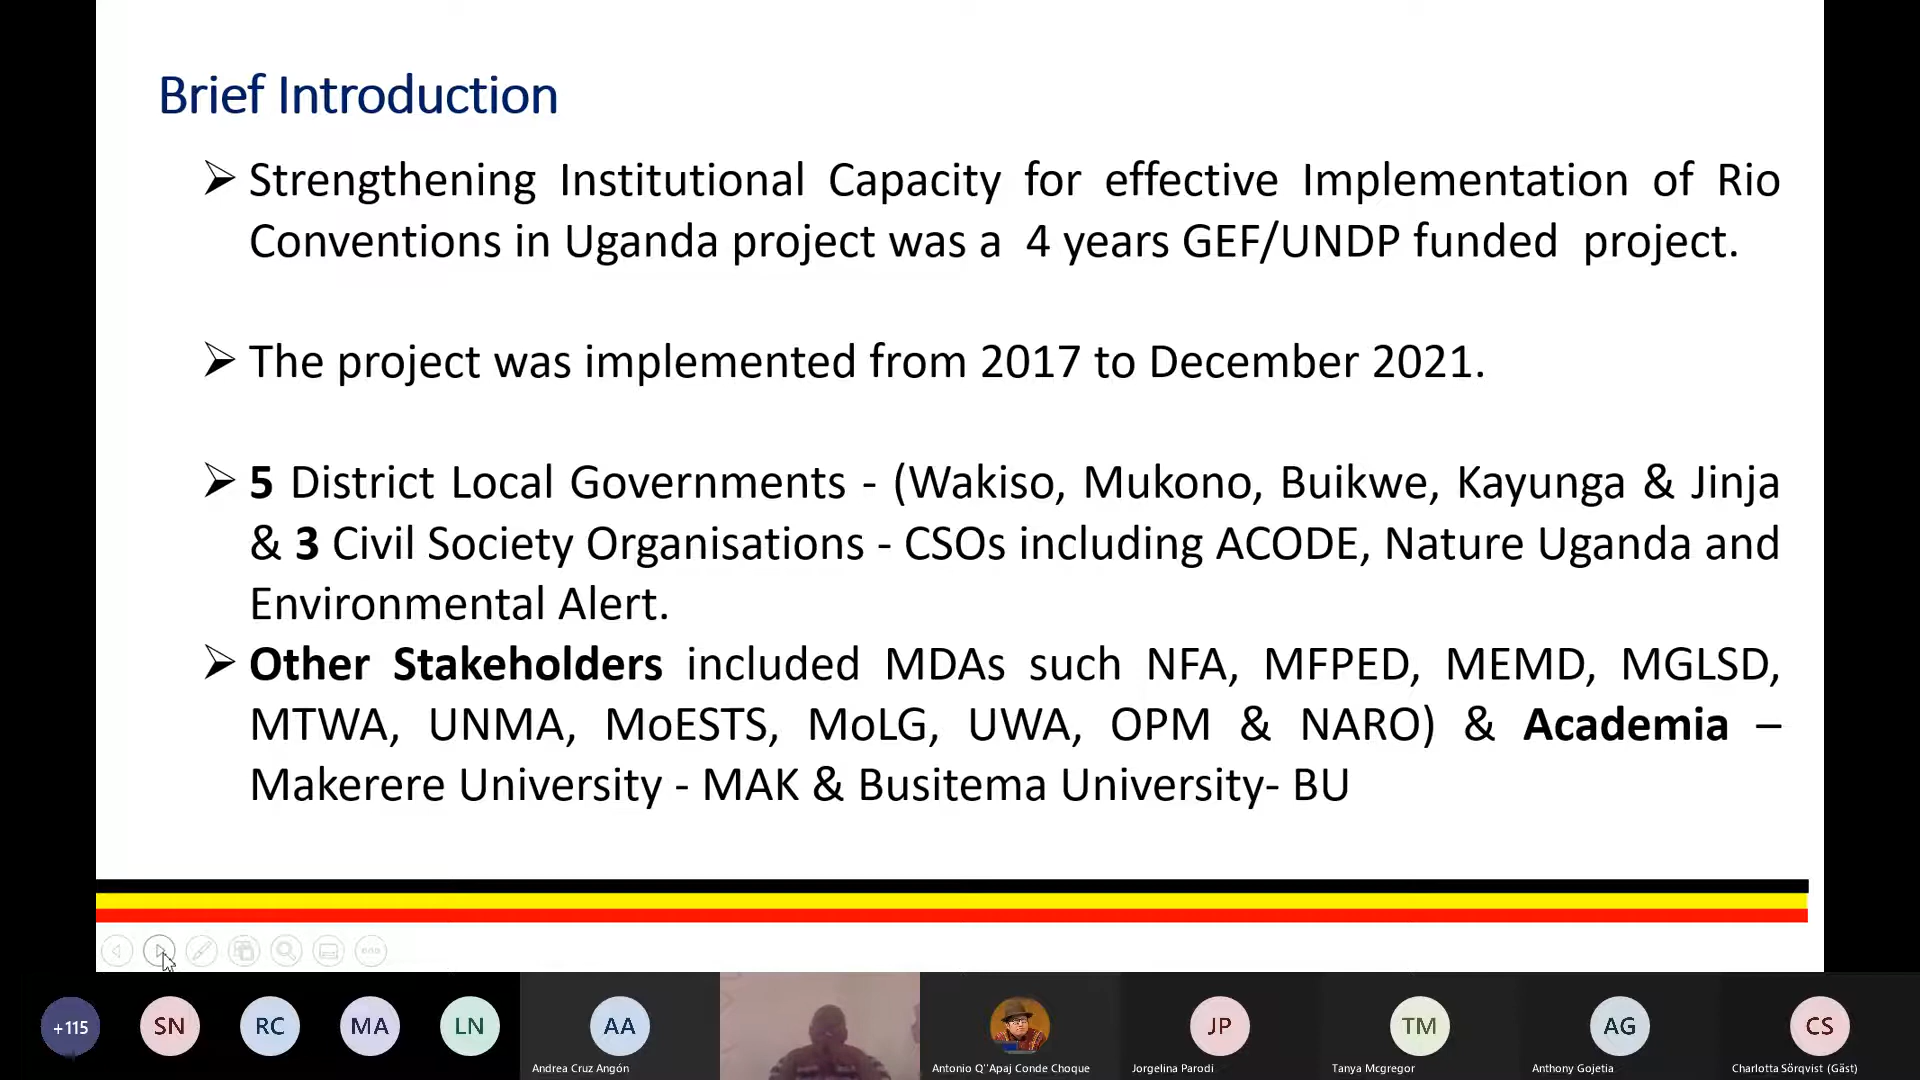 Brief Introduction
➢ Strengthening Institutional Capacity for effective Implementation of Rio
Conventions in Uganda project was a 4 years GEF/UNDP funded project.
➢ The project was implemented from 2017 to December 2021.
➢ 5 District Local Governments - (Wakiso, Mukono, Buikwe, Kayunga & Jinja
& 3 Civil Society Organisations - CSOs including ACODE, Nature Uganda and
Environmental Alert.
➢ Other Stakeholders included MDAs such NFA, MFPED, MEMD, MGLSD,
MTWA, UNMA, MoESTS, MoLG, UWA, OPM & NARO) & Academia –
Makerere University - MAK & Busitema University- BU
+115 SN RC MA LN AA JP TM AG CS
Andrea Cruz Angón Antonio Q''Apaj Conde Choque Jorgelina Parodi Tanya Mcgregor Anthony Gojetia Charlotta Sörqvist (Gäst)